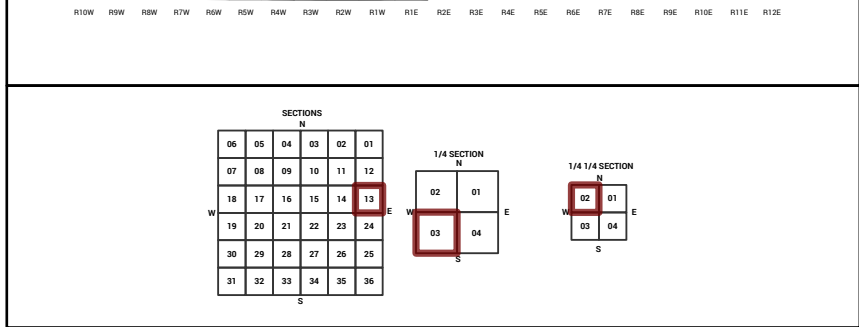 R10W R9W R8W R7W R6W R5W R4W R3W R2W R1W R1E R2E R3E R4E R5E R6E R7E R8E R9E R10E R11E R12E
SECTIONS
N
06 05 04 03 02 01
07 08 09 10 11 12
18 17 16 15 14 13
W E
19 20 21 22 23 24
30 29 28 27 26 25
31 32 33 34 35 36
S
1/4 SECTION
N
02 01
W E
03 04
S
1/4 1/4 SECTION
N
02 01
W E
03 04
S